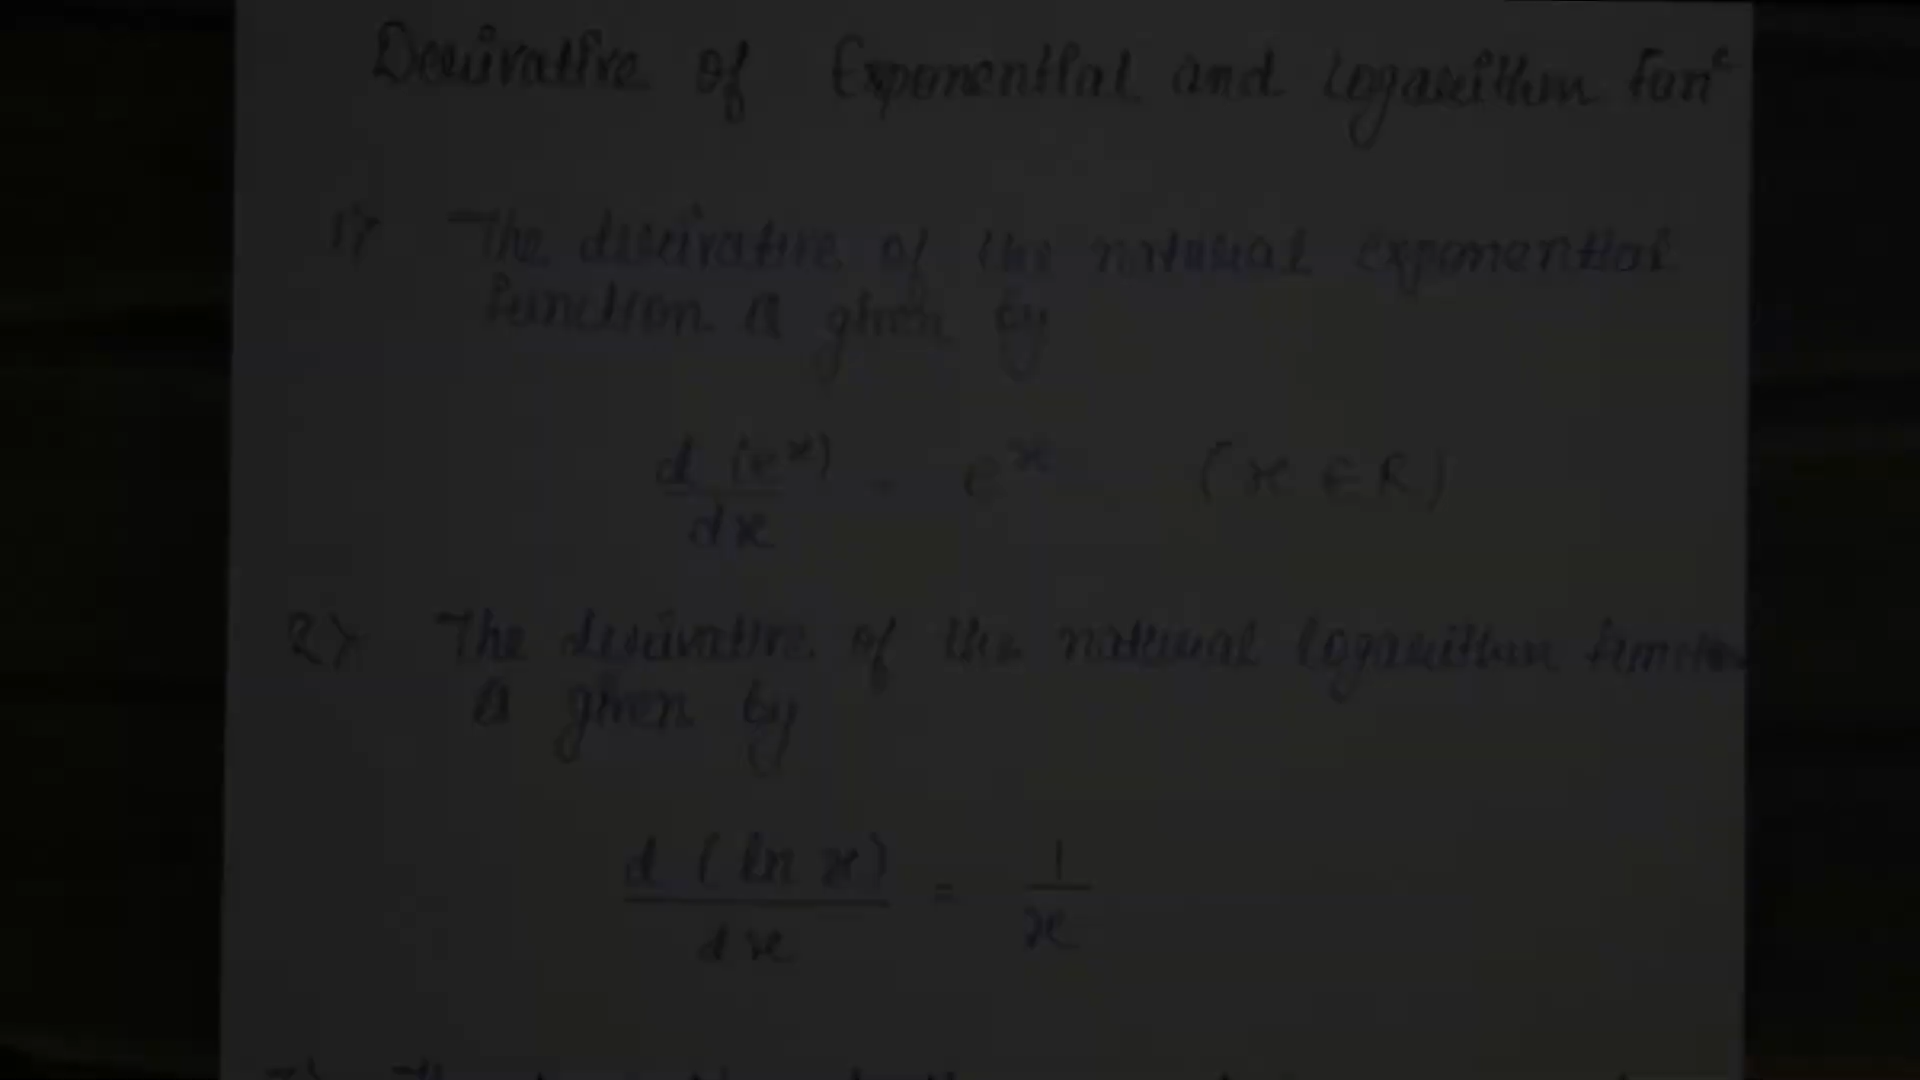 Derivative of Exponential and logarithm Fun^c
1> The derivative of the natural exponential
function is given by
d (e^x) / dx = e^x (x ∈ R)
2> The derivative of the natural logarithm function
is given by
d (ln x) / dx = 1 / x